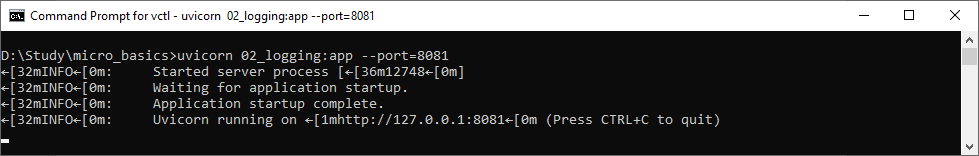 Command Prompt for vctl - uvicorn  02_logging:app --port=8081
D:\Study\micro_basics>uvicorn 02_logging:app --port=8081
←[32mINFO←[0m:     Started server process [←[36m12748←[0m]
←[32mINFO←[0m:     Waiting for application startup.
←[32mINFO←[0m:     Application startup complete.
←[32mINFO←[0m:     Uvicorn running on ←[1mhttp://127.0.0.1:8081←[0m (Press CTRL+C to quit)